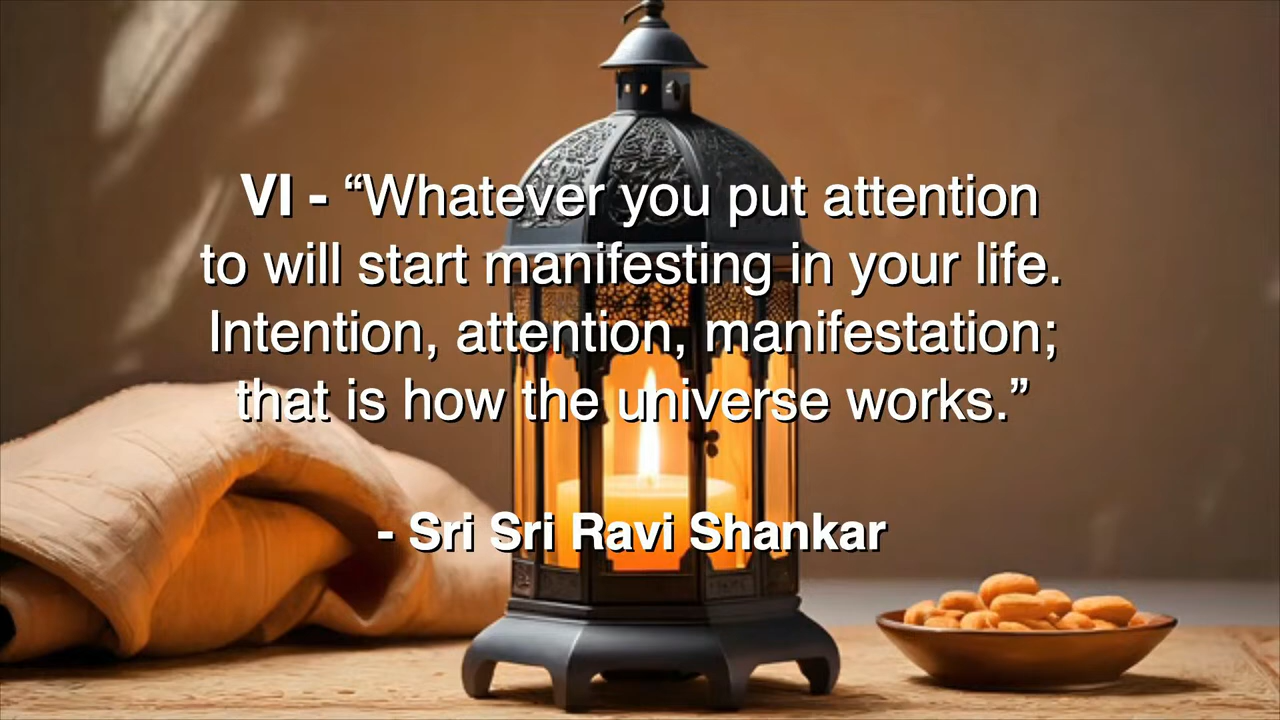 VI - “Whatever you put attention
to will start manifesting in your life.
Intention, attention, manifestation;
that is how the universe works.”
- Sri Sri Ravi Shankar